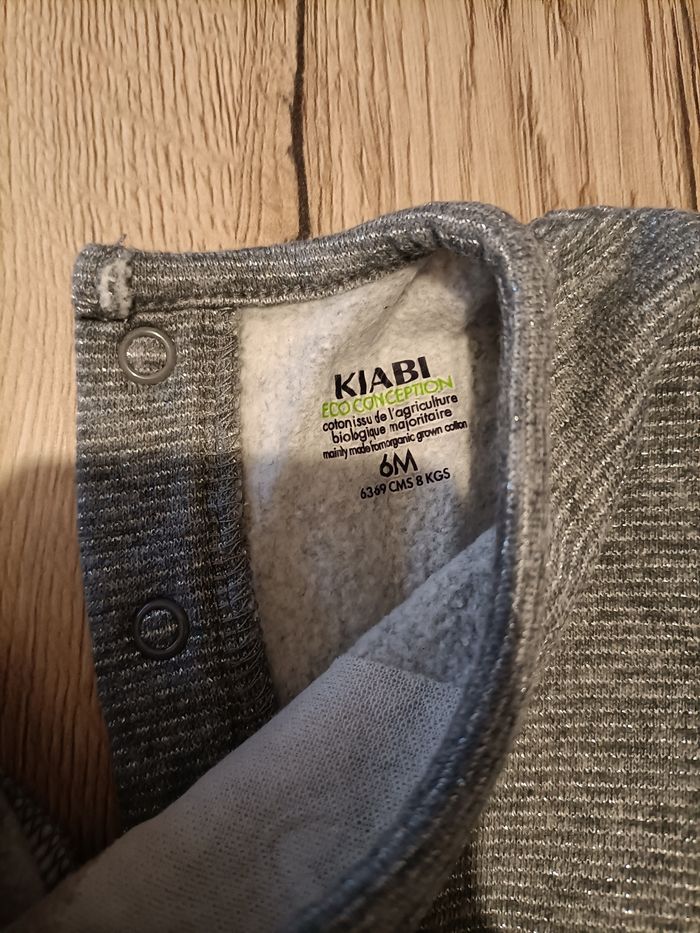 KIABI
ECO CONCEPTION
coton issu de l'agriculture
biologique majoritaire
mainly made from organic grown cotton
6M
63 69 CMS 8 KGS